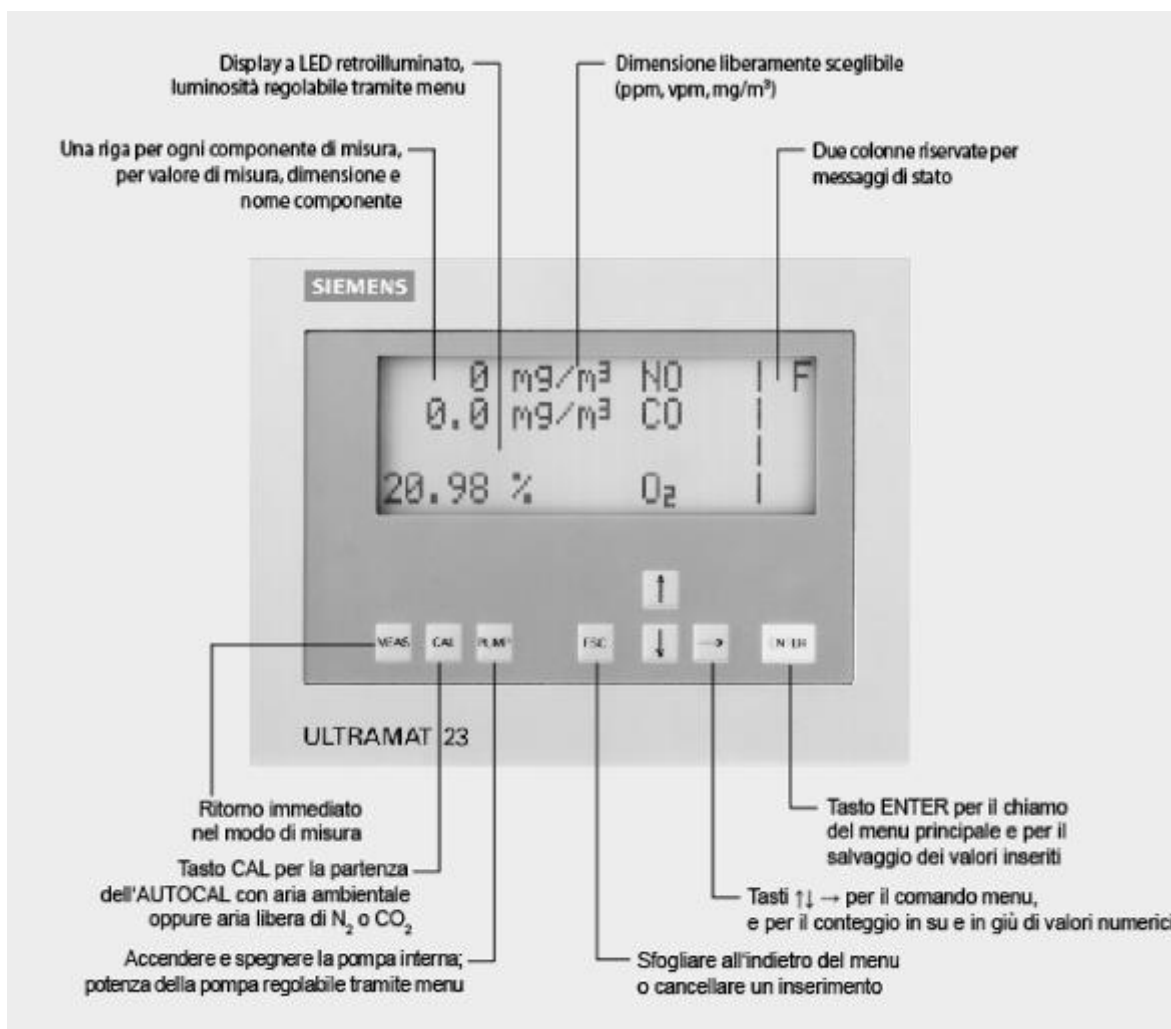 Display a LED retroilluminato,
luminosità regolabile tramite menu
Dimensione liberamente sceglibile
(ppm, vpm, mg/m³)
Una riga per ogni componente di misura,
per valore di misura, dimensione e
nome componente
Due colonne riservate per
messaggi di stato
SIEMENS
0 mg/m³ NO | F
0.0 mg/m³ CO |
|
20.98 % O₂ |
↑
MEAS CAL PUMP ESC ↓ → ENTER
ULTRAMAT 23
Ritorno immediato
nel modo di misura
Tasto CAL per la partenza
dell'AUTOCAL con aria ambientale
oppure aria libera di N₂ o CO₂
Accendere e spegnere la pompa interna;
potenza della pompa regolabile tramite menu
Tasto ENTER per il chiamo
del menu principale e per il
salvaggio dei valori inseriti
Tasti ↑↓ → per il comando menu,
e per il conteggio in su e in giù di valori numerici
Sfogliare all'indietro del menu
o cancellare un inserimento